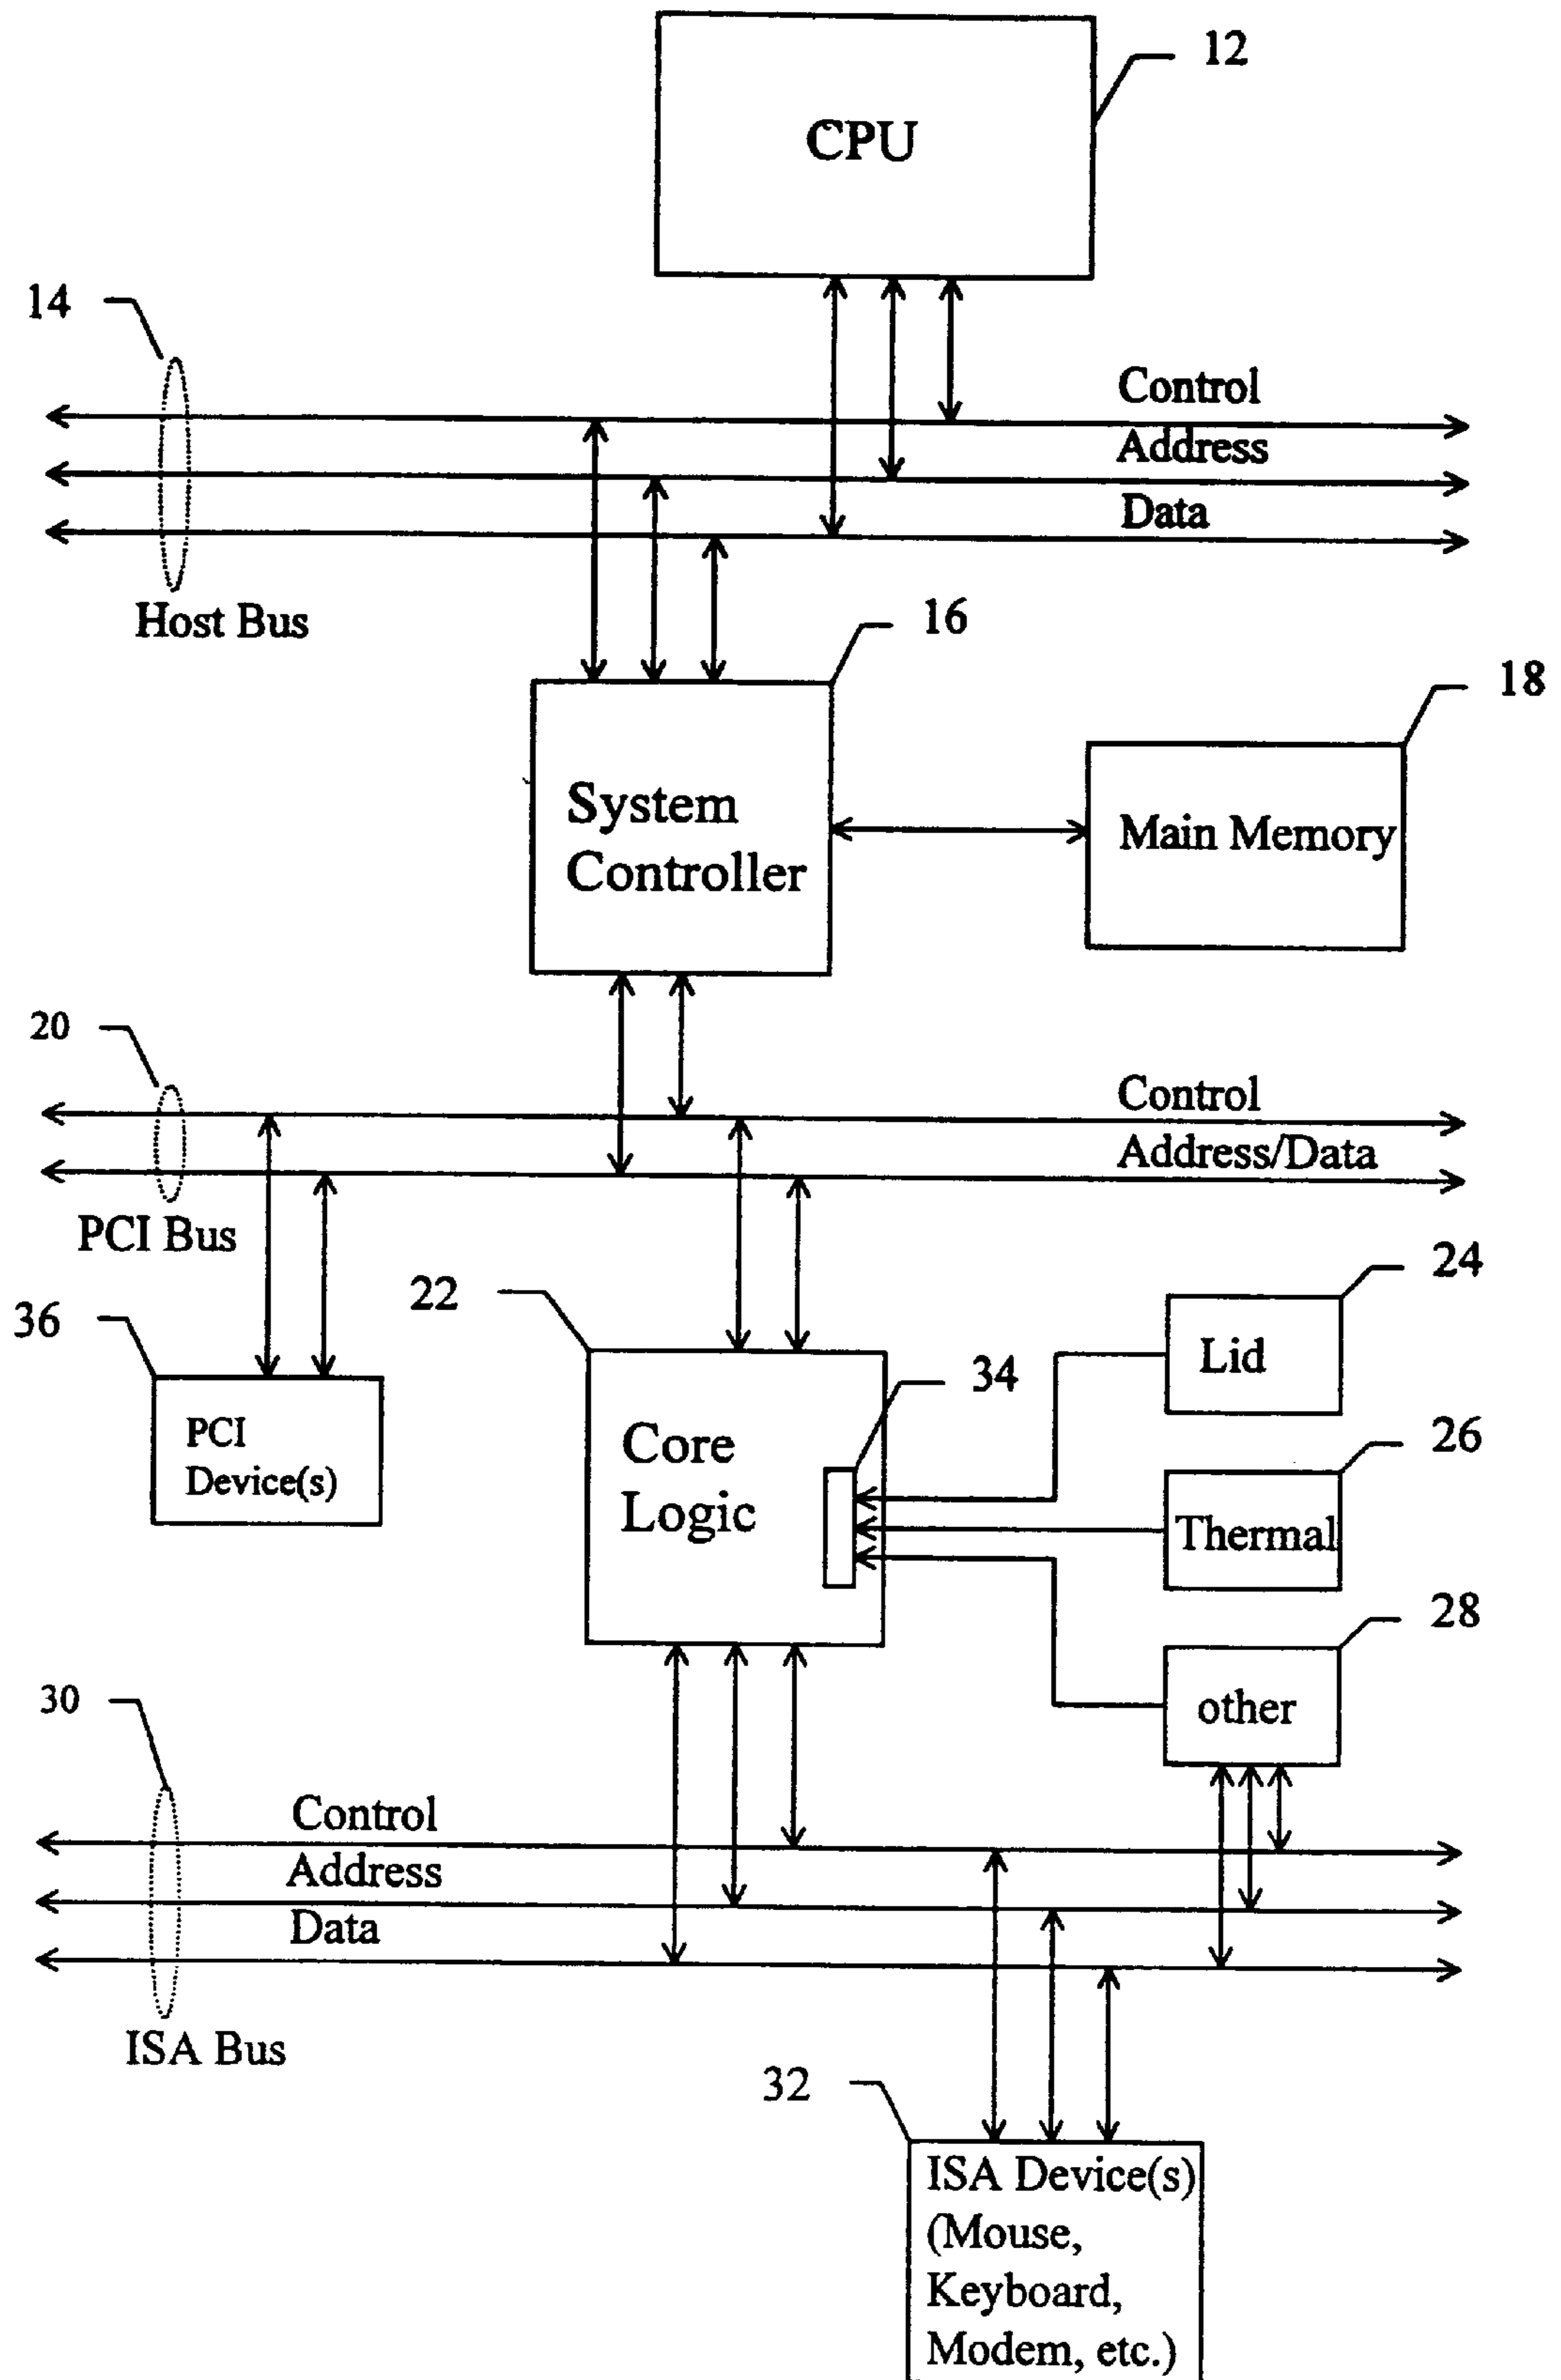 12
CPU
14
Control
Address
Data
Host Bus
16
18
System
Controller
Main Memory
20
Control
Address/Data
PCI Bus
22
24
36
Lid
34
PCI
Device(s)
Core
Logic
26
Thermal
28
30
other
Control
Address
Data
ISA Bus
32
ISA Device(s)
(Mouse,
Keyboard,
Modem, etc.)